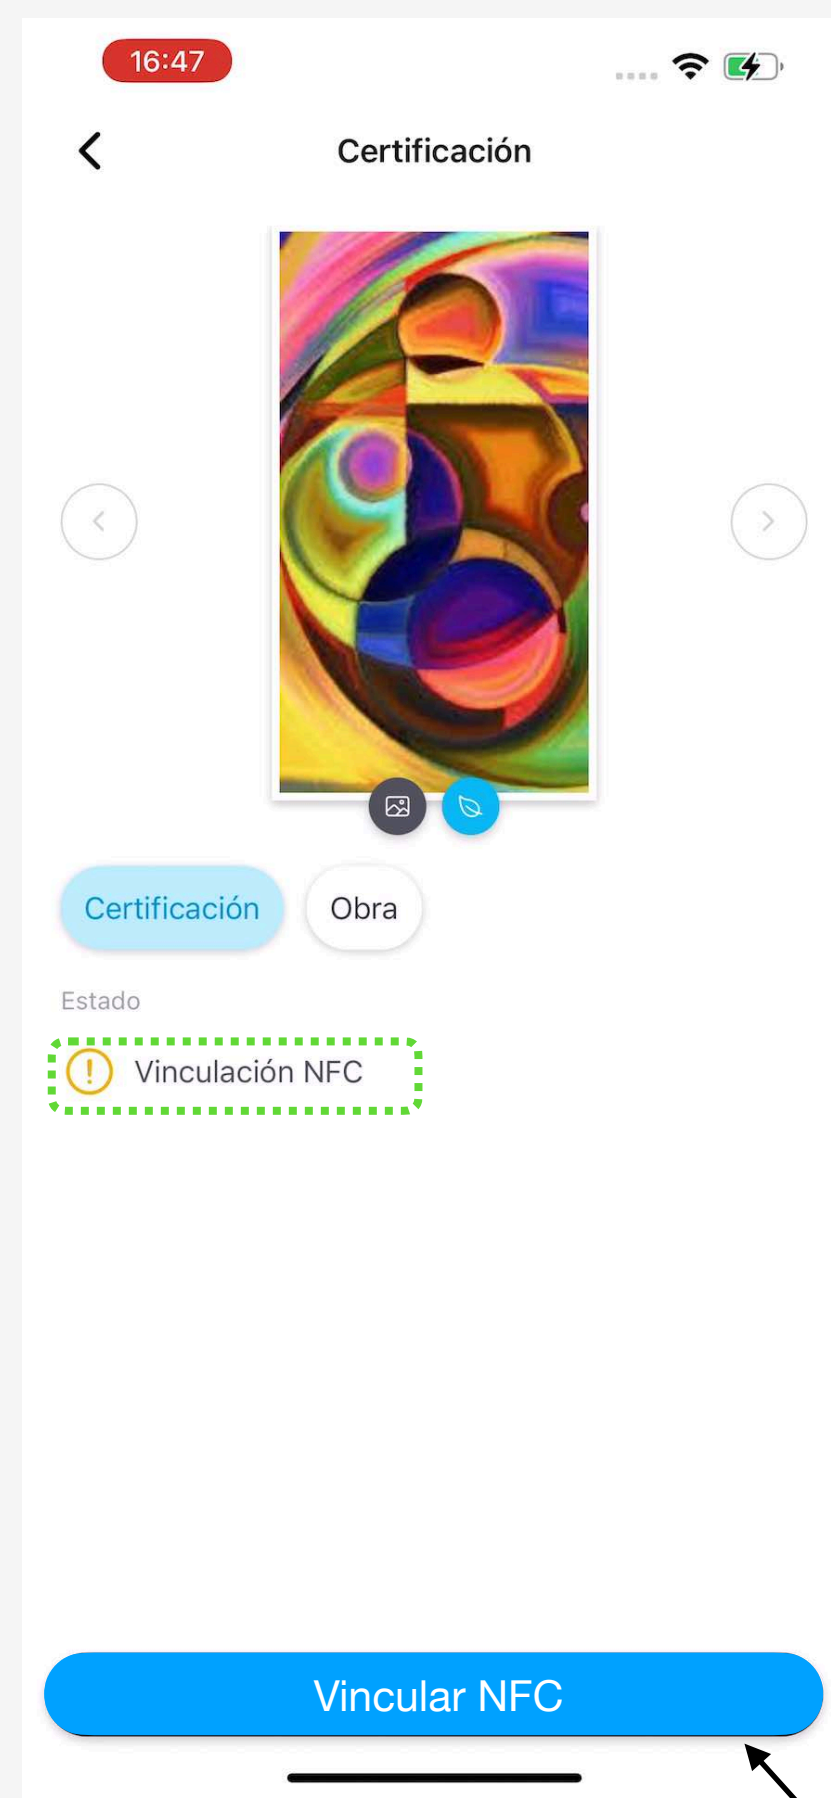 16:47
Certificación
Certificación
Obra
Estado
Vinculación NFC
Vincular NFC